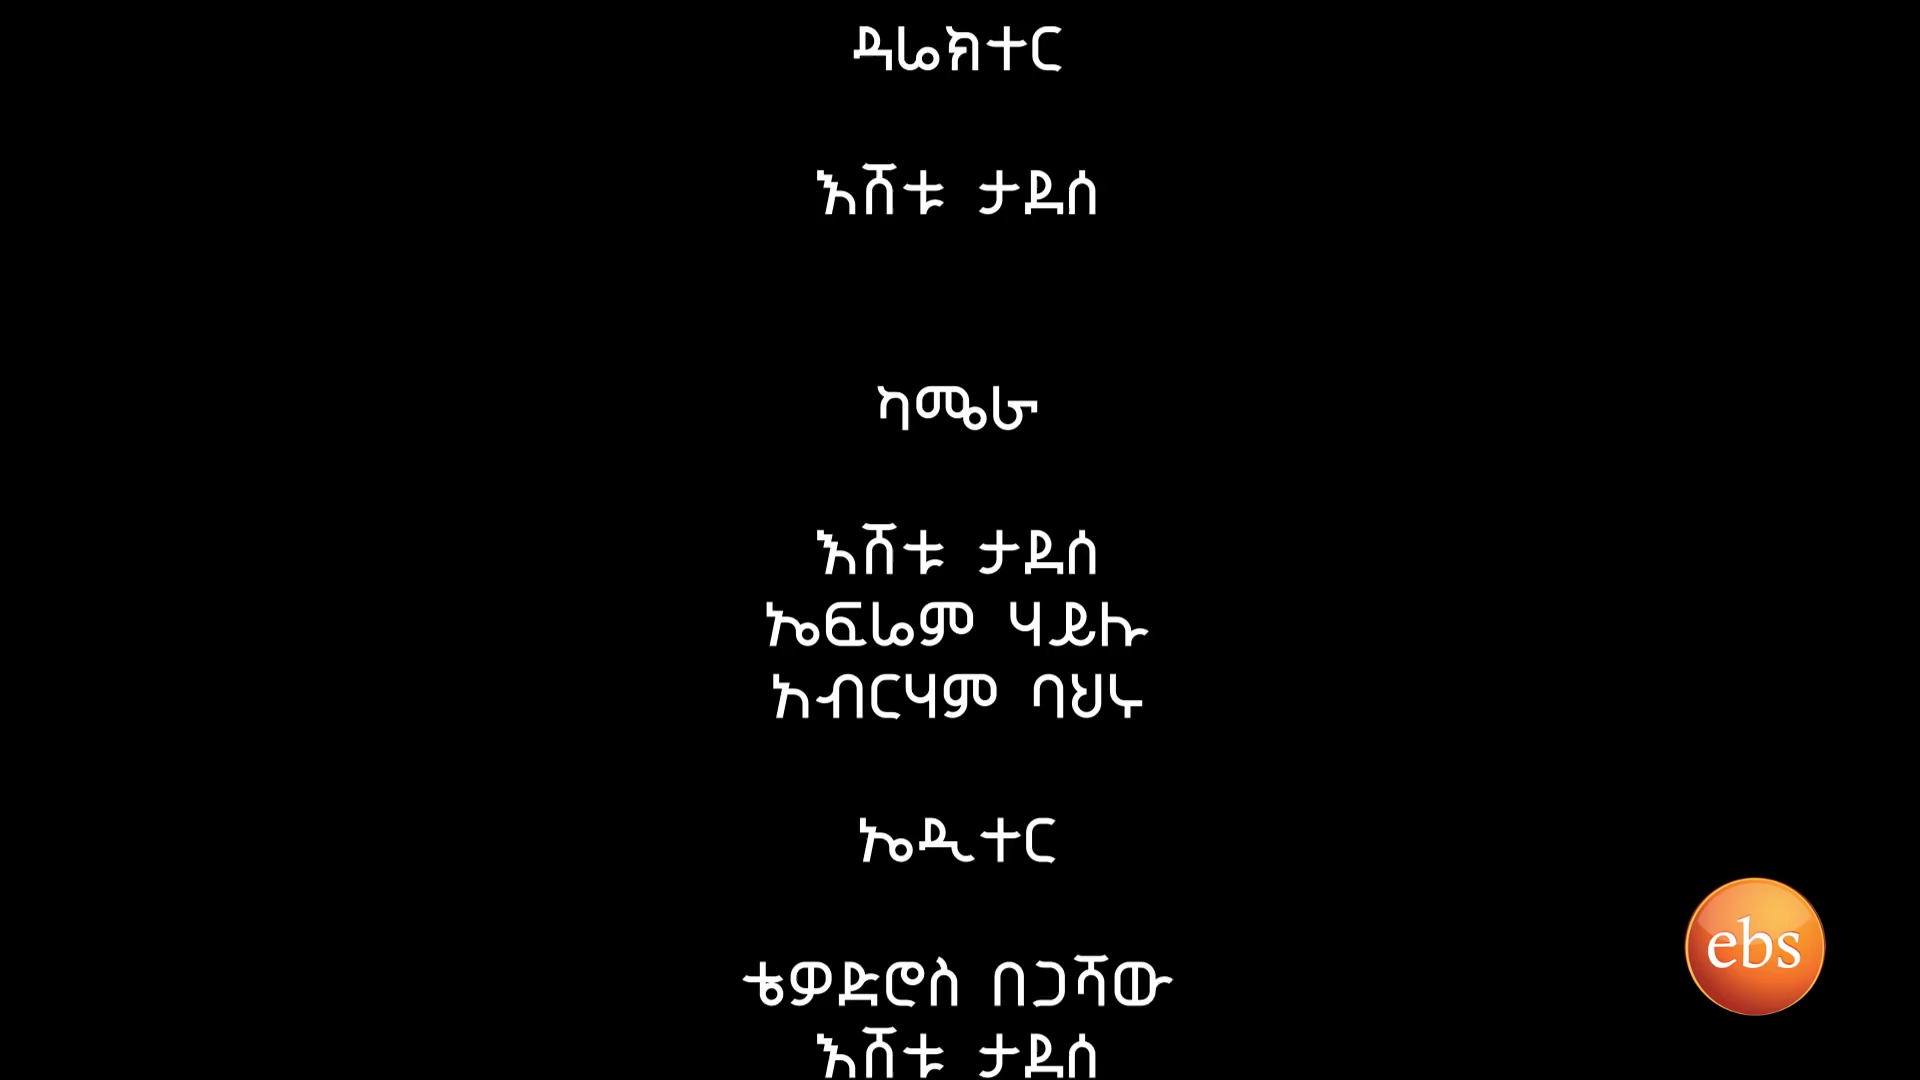 ዳሬክተር
እሸቱ ታደሰ
ካሜራ
እሸቱ ታደሰ
ኤፍሬም ሃይሉ
አብርሃም ባህሩ
ኤዲተር
ቴዎድሮስ በጋሻው
እሸቱ ታደሰ
ebs